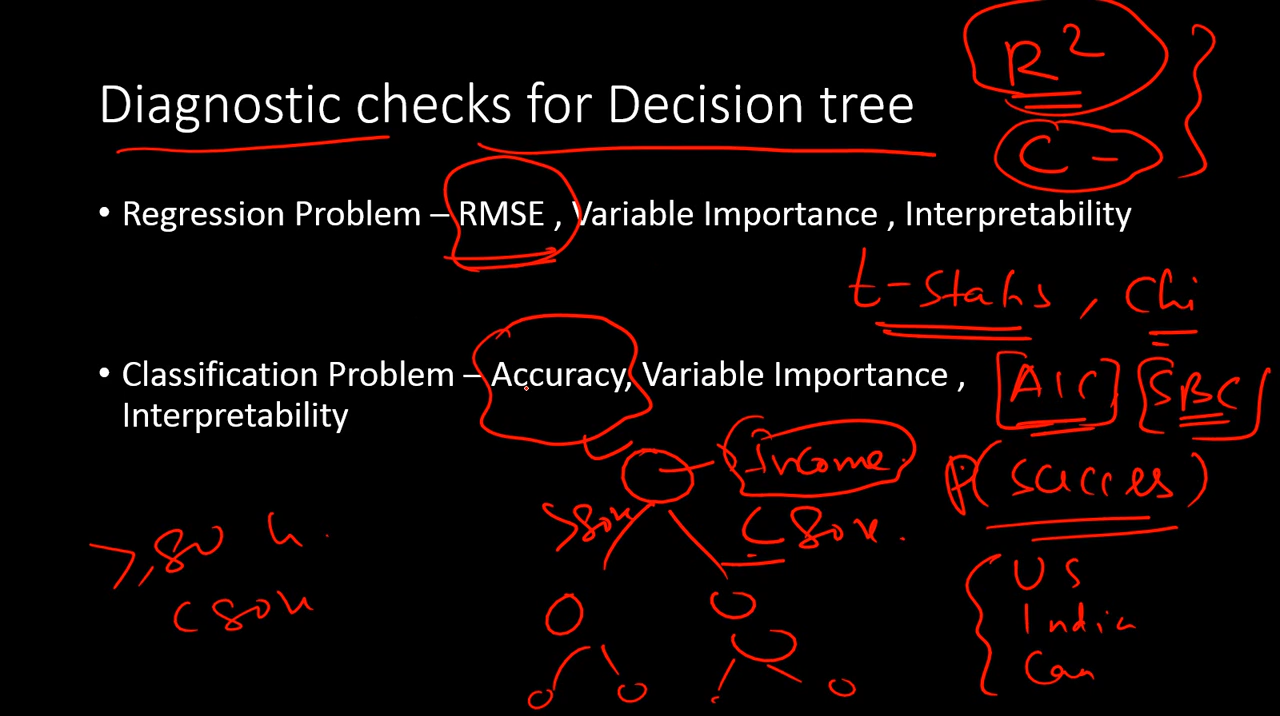 R²
C –
Diagnostic checks for Decision tree
• Regression Problem – RMSE , Variable Importance , Interpretability
t-stats , Chi
• Classification Problem – Accuracy, Variable Importance ,
Interpretability
AIC SBC
Income
P(success)
>80k <80k
>,80k
<80k
US
India
Can